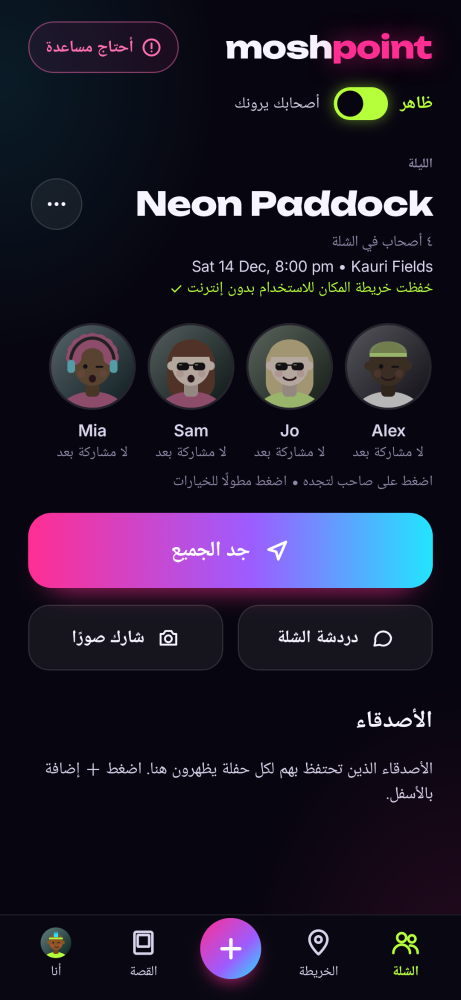 moshpoint
أحتاج مساعدة
ظاهر
أصحابك يرونك
الليلة
Neon Paddock
٤ أصحاب في الشلة
Sat 14 Dec, 8:00 pm • Kauri Fields
حُفظت خريطة المكان للاستخدام بدون إنترنت ✓
Alex
Jo
Sam
Mia
لا مشاركة بعد
لا مشاركة بعد
لا مشاركة بعد
لا مشاركة بعد
اضغط على صاحب لتجده • اضغط مطولًا للخيارات
جد الجميع
دردشة الشلة
شارك صورًا
الأصدقاء
الأصدقاء الذين تحتفظ بهم لكل حفلة يظهرون هنا. اضغط + إضافة
بالأسفل.
الشلة
الخريطة
القصة
أنا